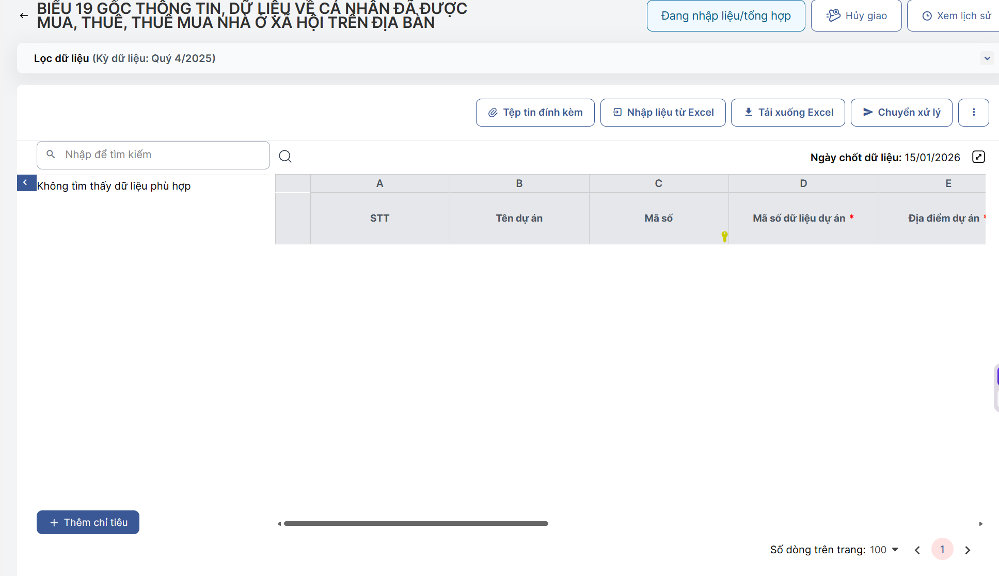 BIỂU 19 GỐC THÔNG TIN, DỮ LIỆU VỀ CÁ NHÂN ĐÃ ĐƯỢC
MUA, THUÊ, THUÊ MUA NHÀ Ở XÃ HỘI TRÊN ĐỊA BÀN
Đang nhập liệu/tổng hợp
Hủy giao
Xem lịch sử
Lọc dữ liệu (Kỳ dữ liệu: Quý 4/2025)
Tệp tin đính kèm
Nhập liệu từ Excel
Tải xuống Excel
Chuyển xử lý
Nhập để tìm kiếm
Ngày chốt dữ liệu: 15/01/2026
Không tìm thấy dữ liệu phù hợp
A B C D E
STT
Tên dự án
Mã số
Mã số dữ liệu dự án *
Địa điểm dự án *
+ Thêm chỉ tiêu
Số dòng trên trang: 100
1